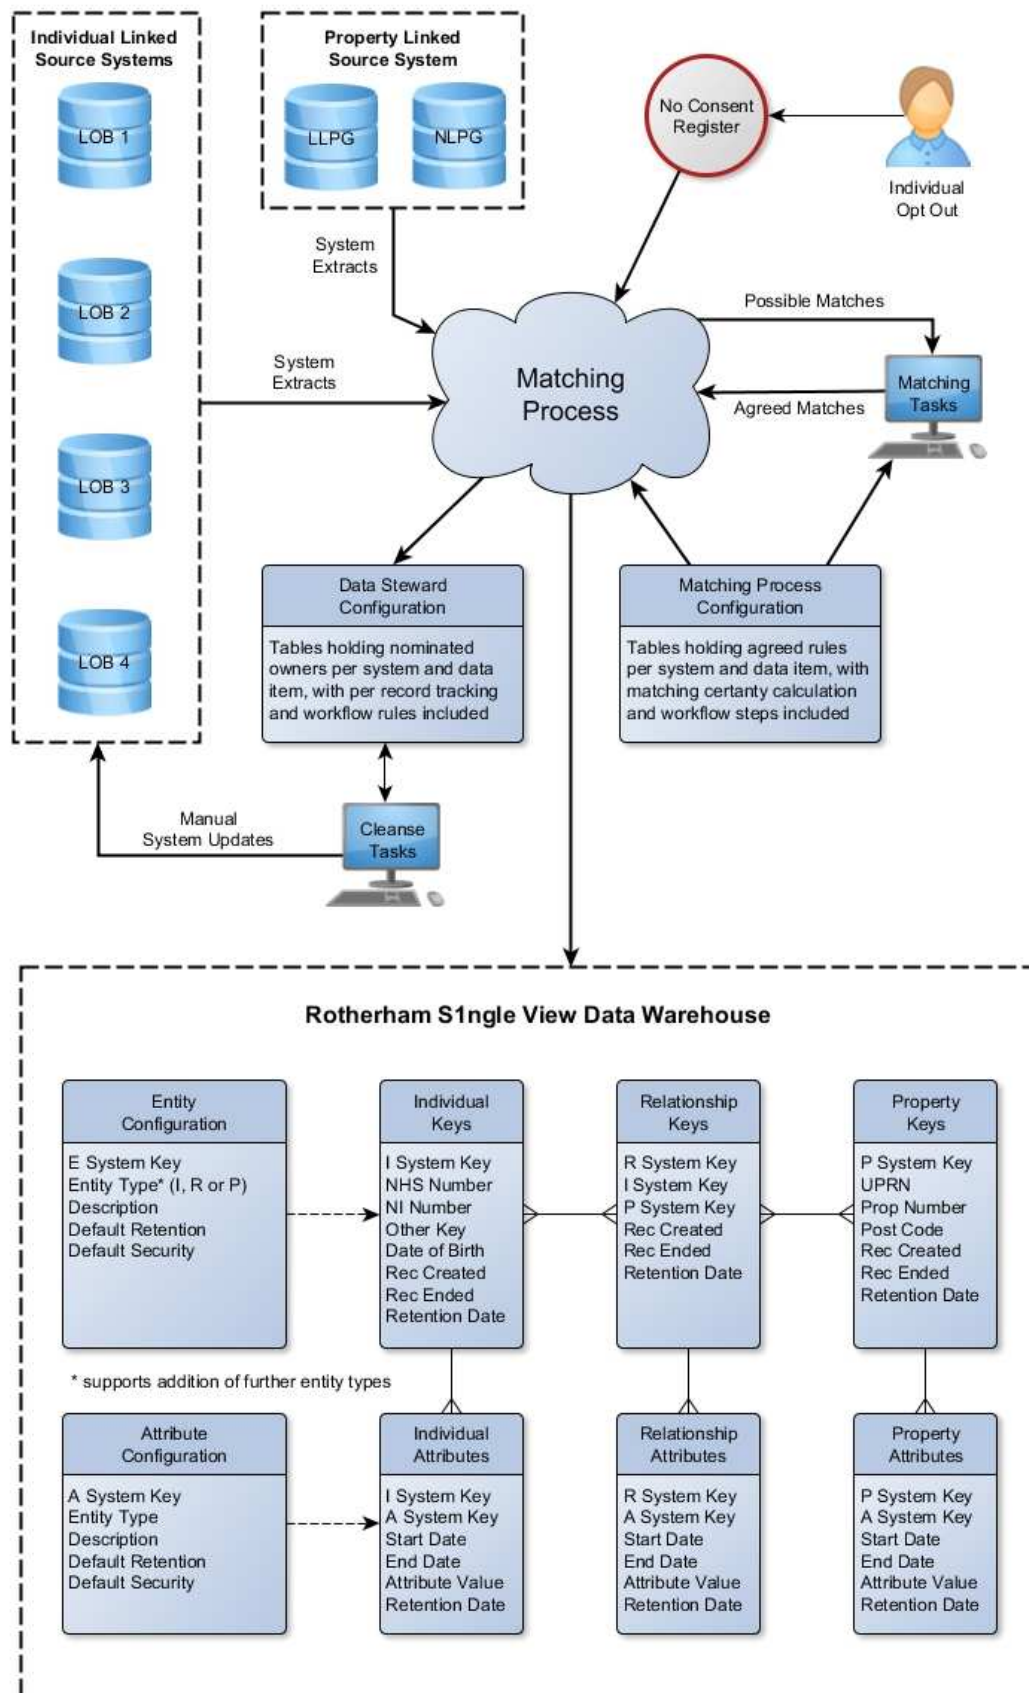 Individual Linked
Source Systems
LOB 1
LOB 2
LOB 3
LOB 4
Property Linked
Source System
LLPG
NLPG
No Consent
Register
Individual
Opt Out
System
Extracts
System
Extracts
Matching
Process
Possible Matches
Agreed Matches
Matching
Tasks
Data Steward
Configuration
Tables holding nominated
owners per system and data
item, with per record tracking
and workflow rules included
Matching Process
Configuration
Tables holding agreed rules
per system and data item, with
matching certanty calculation
and workflow steps included
Manual
System Updates
Cleanse
Tasks
Rotherham S1ngle View Data Warehouse
Entity
Configuration
E System Key
Entity Type* (I, R or P)
Description
Default Retention
Default Security
Individual
Keys
I System Key
NHS Number
NI Number
Other Key
Date of Birth
Rec Created
Rec Ended
Retention Date
Relationship
Keys
R System Key
I System Key
P System Key
Rec Created
Rec Ended
Retention Date
Property
Keys
P System Key
UPRN
Prop Number
Post Code
Rec Created
Rec Ended
Retention Date
* supports addition of further entity types
Attribute
Configuration
A System Key
Entity Type
Description
Default Retention
Default Security
Individual
Attributes
I System Key
A System Key
Start Date
End Date
Attribute Value
Retention Date
Relationship
Attributes
R System Key
A System Key
Start Date
End Date
Attribute Value
Retention Date
Property
Attributes
P System Key
A System Key
Start Date
End Date
Attribute Value
Retention Date